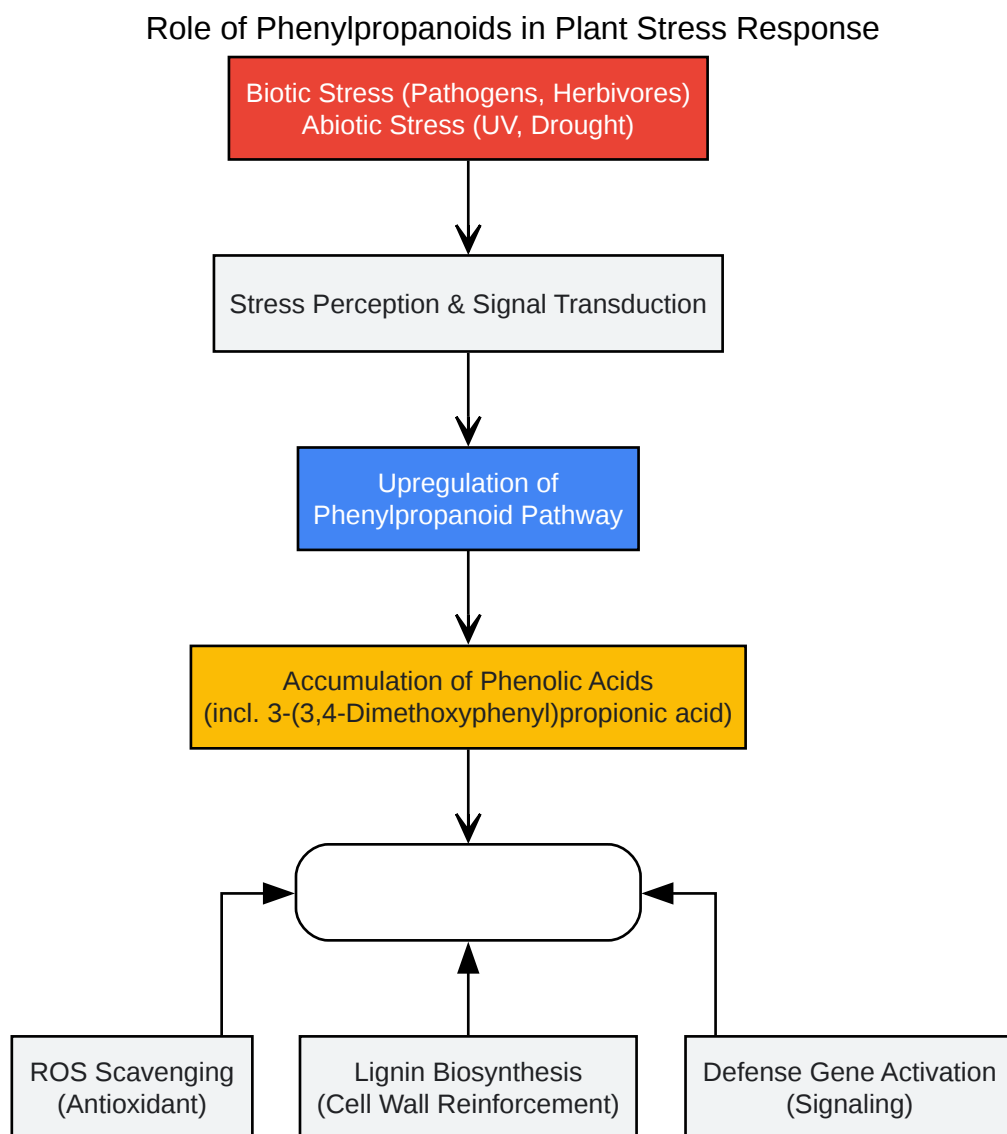 Role of Phenylpropanoids in Plant Stress Response
Biotic Stress (Pathogens, Herbivores)
Abiotic Stress (UV, Drought)
Stress Perception & Signal Transduction
Upregulation of
Phenylpropanoid Pathway
Accumulation of Phenolic Acids
(incl. 3-(3,4-Dimethoxyphenyl)propionic acid)
ROS Scavenging
(Antioxidant)
Lignin Biosynthesis
(Cell Wall Reinforcement)
Defense Gene Activation
(Signaling)